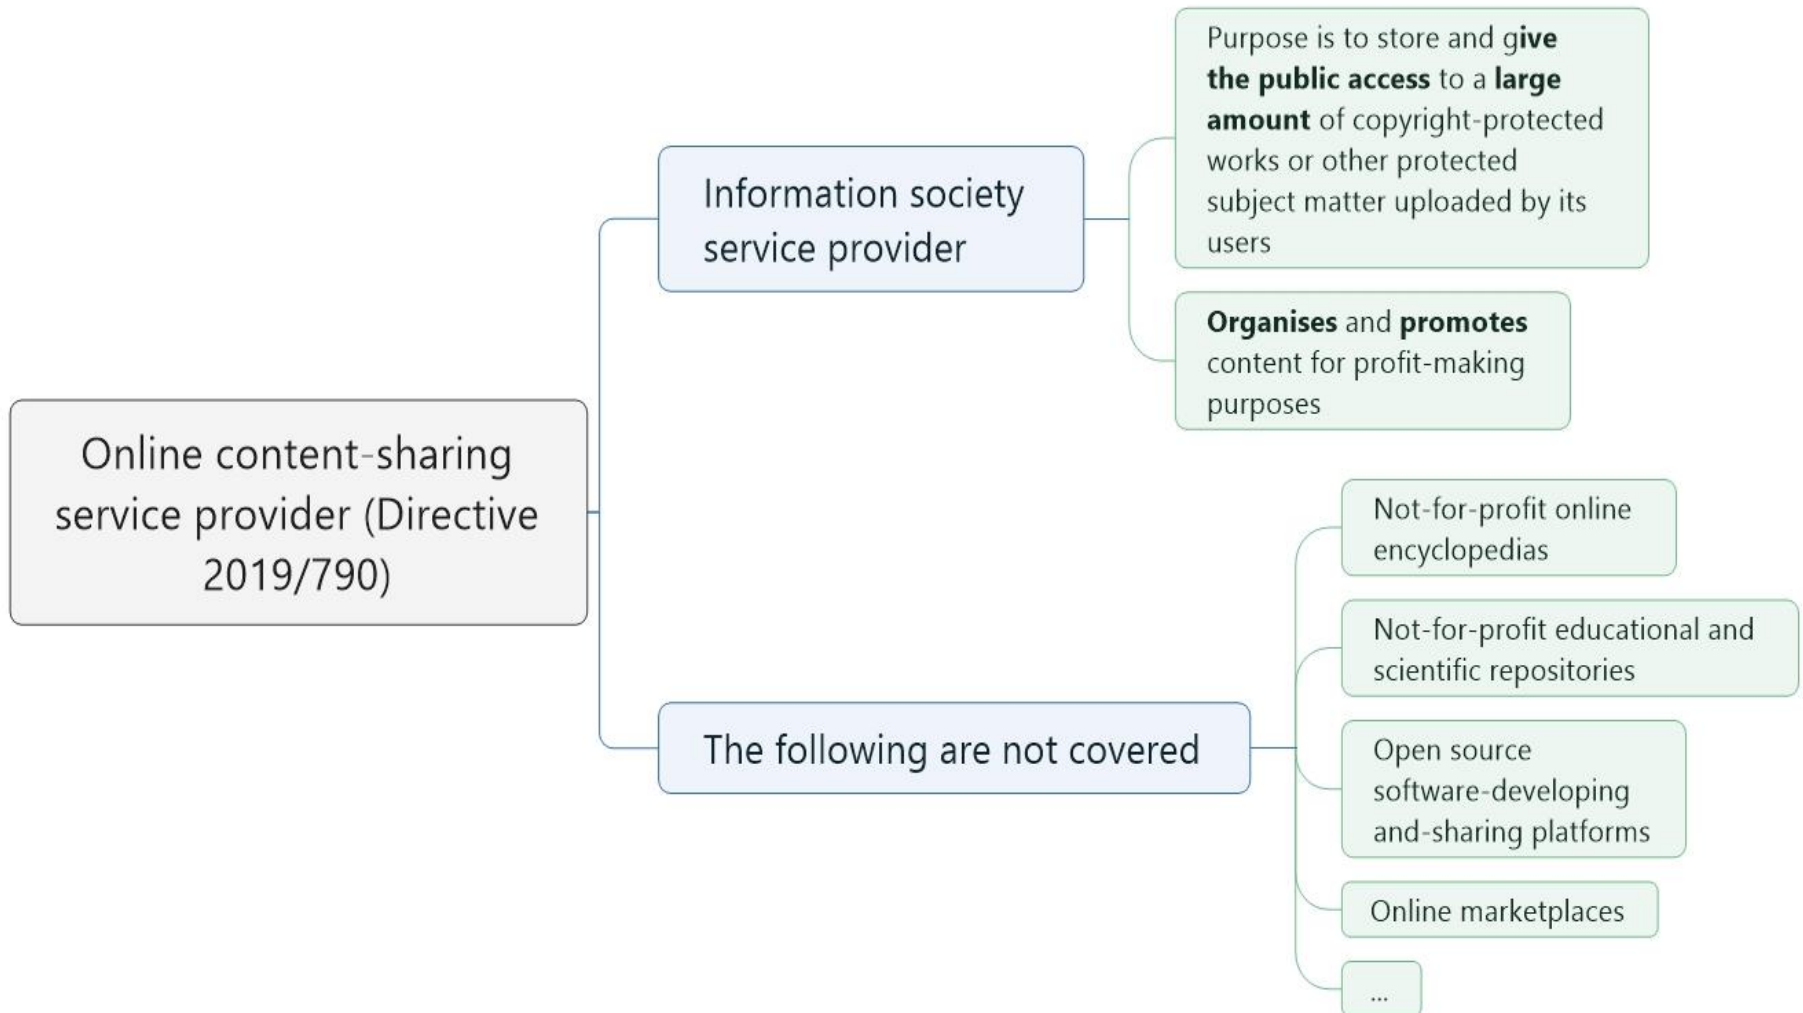 Online content-sharing
service provider (Directive
2019/790)
Information society
service provider
Purpose is to store and give
the public access to a large
amount of copyright-protected
works or other protected
subject matter uploaded by its
users
Organises and promotes
content for profit-making
purposes
The following are not covered
Not-for-profit online
encyclopedias
Not-for-profit educational and
scientific repositories
Open source
software-developing
and-sharing platforms
Online marketplaces
...